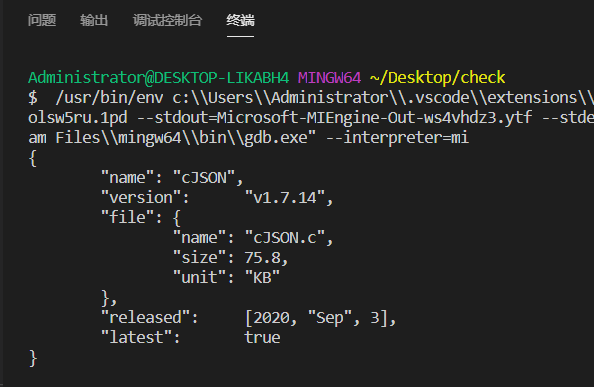 问题 输出 调试控制台 终端
Administrator@DESKTOP-LIKABH4 MINGW64 ~/Desktop/check
$  /usr/bin/env c:\\Users\\Administrator\\.vscode\\extensions\\
olsw5ru.1pd --stdout=Microsoft-MIEngine-Out-ws4vhdz3.ytf --stde
am Files\\mingw64\\bin\\gdb.exe" --interpreter=mi
{
        "name": "cJSON",
        "version":      "v1.7.14",
        "file": {
                "name": "cJSON.c",
                "size": 75.8,
                "unit": "KB"
        },
        "released":     [2020, "Sep", 3],
        "latest":       true
}